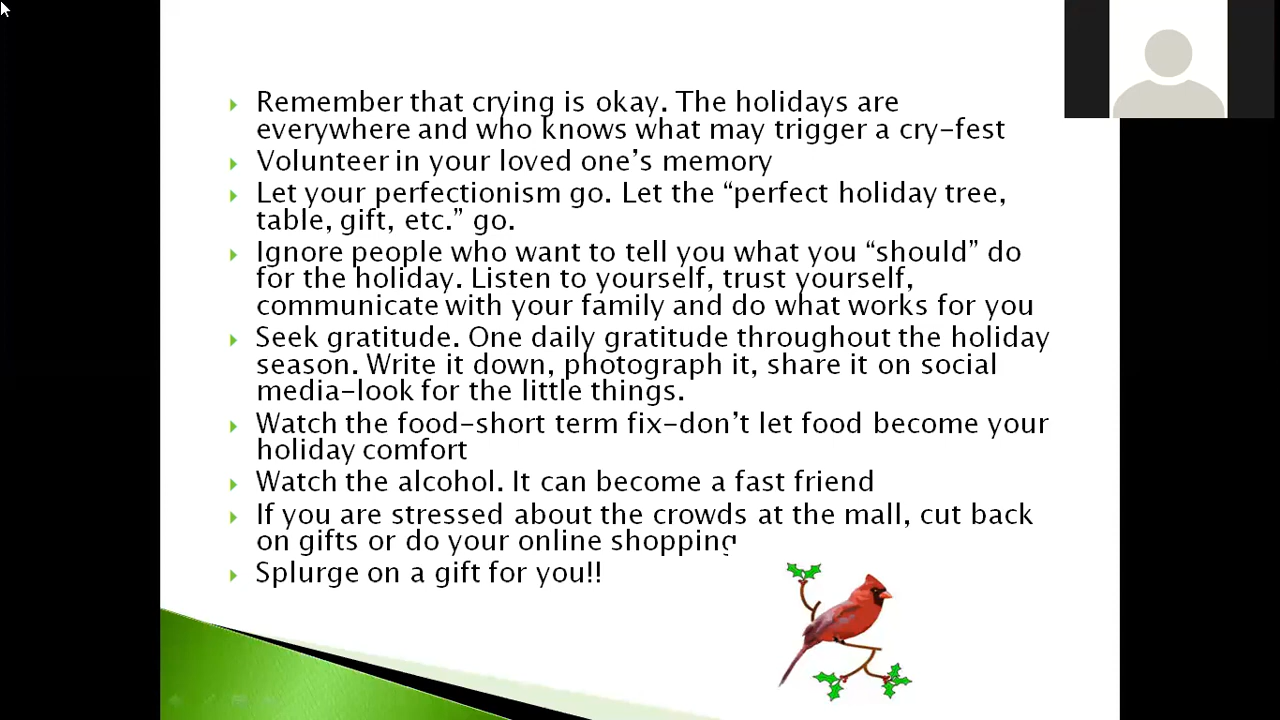 Remember that crying is okay. The holidays are
everywhere and who knows what may trigger a cry-fest
Volunteer in your loved one’s memory
Let your perfectionism go. Let the “perfect holiday tree,
table, gift, etc.” go.
Ignore people who want to tell you what you “should” do
for the holiday. Listen to yourself, trust yourself,
communicate with your family and do what works for you
Seek gratitude. One daily gratitude throughout the holiday
season. Write it down, photograph it, share it on social
media-look for the little things.
Watch the food-short term fix-don’t let food become your
holiday comfort
Watch the alcohol. It can become a fast friend
If you are stressed about the crowds at the mall, cut back
on gifts or do your online shopping
Splurge on a gift for you!!